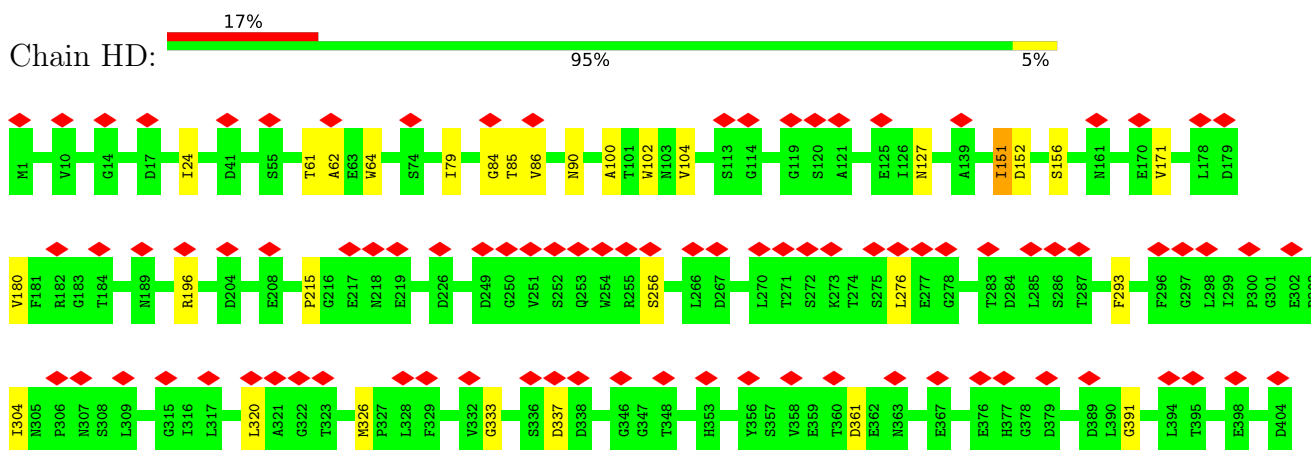 17%
Chain HD:
95% 5%
M1 V10 G14 D17 I24 D41 S55 T61 A62 E63 W64 S74 I79 G84 T85 V86 N90 A100 T101 W102 N103 V104 S113 G114 G119 S120 A121 E125 I126 N127 A139 I151 D152 S156 N161 E170 V171 L178 D179
V180 F181 R182 G183 T184 N189 R196 D204 E208 P215 G216 E217 N218 E219 D226 D249 G250 V251 S252 Q253 W254 R255 S256 L266 D267 L270 T271 S272 K273 T274 S275 L276 E277 G278 T283 D284 L285 S286 T287 F293 F296 G297 L298 I299 P300 G301 E302
I304 N305 P306 N307 S308 L309 G315 I316 L317 L320 A321 G322 T323 M326 P327 L328 F329 V332 G333 S336 D337 D338 G346 G347 T348 H353 Y356 S357 V358 E359 T360 D361 E362 N363 E367 E376 H377 G378 D379 D389 L390 G391 L394 T395 E398 D404